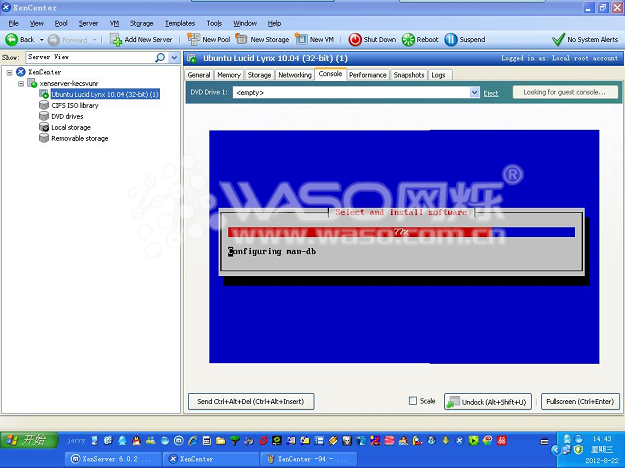 XenCenter
File View Pool Server VM Storage Templates Tools Window Help
Back Forward Add New Server New Pool New Storage New VM Shut Down Reboot Suspend No System Alerts
Show: Server View
XenCenter
xenserver-kecsvunr
Ubuntu Lucid Lynx 10.04 (32-bit) (1)
CIFS ISO library
DVD drives
Local storage
Removable storage
Ubuntu Lucid Lynx 10.04 (32-bit) (1) Logged in as: Local root account
General Memory Storage Networking Console Performance Snapshots Logs
DVD Drive 1: <empty> Eject Looking for guest console...
WASO网烁®
www.waso.com.cn
Select and install software
77%
Configuring man-db
Send Ctrl+Alt+Del (Ctrl+Alt+Insert) Scale Undock (Alt+Shift+U) Fullscreen (Ctrl+Enter)
开始 jerry
XenServer 6.0.2 ... XenCenter XenCenter -94 - ...
14:43
星期三
2012-8-22